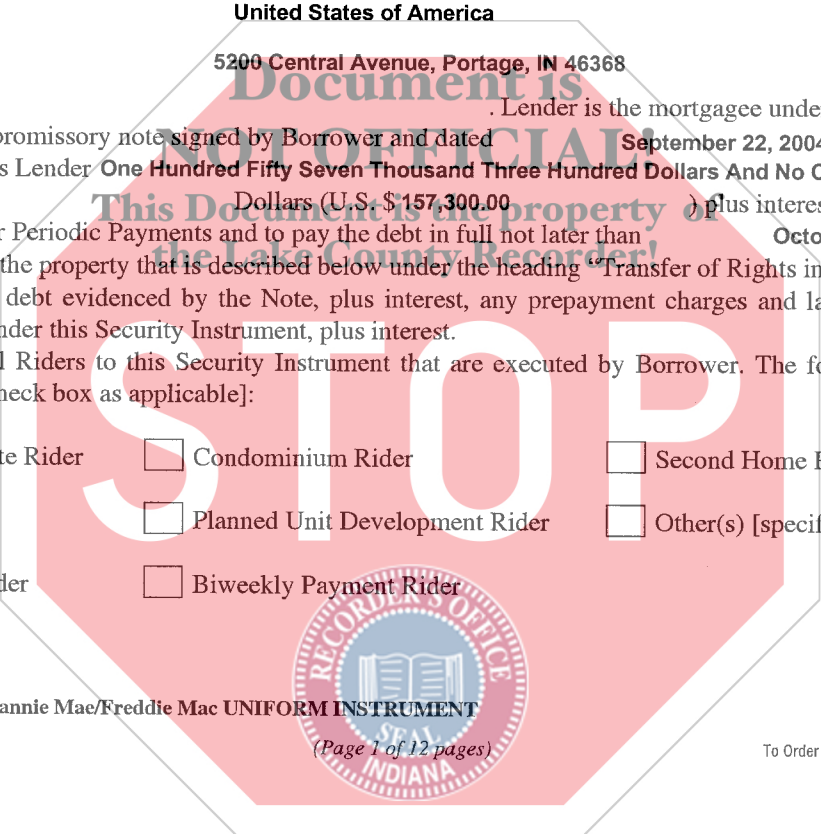 United States of America
5200 Central Avenue, Portage, IN 46368
Document is
. Lender is the mortgagee unde
promissory note signed by Borrower and dated September 22, 2004
NOT OFFICIAL!
s Lender One Hundred Fifty Seven Thousand Three Hundred Dollars And No C
Dollars (U.S. $ 157,300.00 ) plus interes
This Document is the property of
r Periodic Payments and to pay the debt in full not later than Octo
the Lake County Recorder!
the property that is described below under the heading "Transfer of Rights in
debt evidenced by the Note, plus interest, any prepayment charges and la
nder this Security Instrument, plus interest.
l Riders to this Security Instrument that are executed by Borrower. The fo
heck box as applicable]:
STOP
te Rider Condominium Rider Second Home
Planned Unit Development Rider Other(s) [specif
der Biweekly Payment Rider
RECORDER'S OFFICE
annie Mae/Freddie Mac UNIFORM INSTRUMENT
SEAL
(Page 1 of 12 pages) To Order
INDIANA